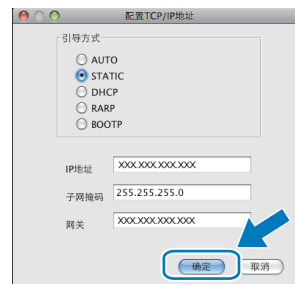 配置TCP/IP地址
引导方式
AUTO
STATIC
DHCP
RARP
BOOTP
IP地址 XXX.XXX.XXX.XXX
子网掩码 255.255.255.0
网关 XXX.XXX.XXX.XXX
确定 取消